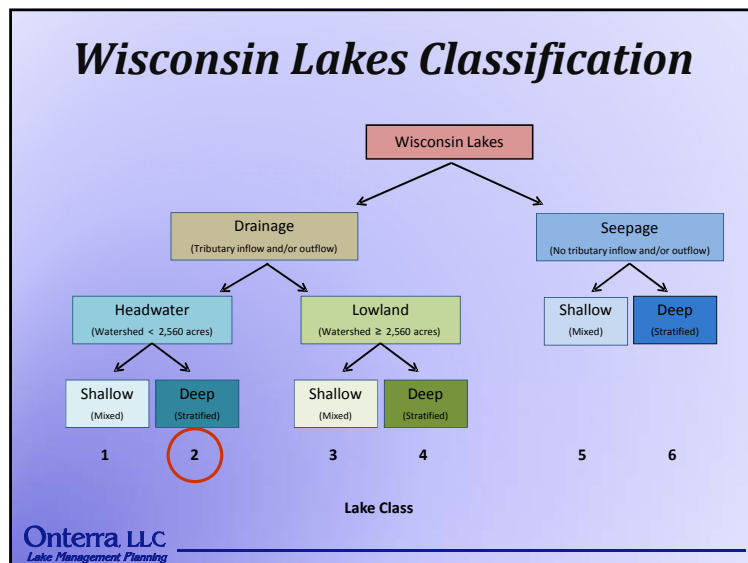 Wisconsin Lakes Classification
Wisconsin Lakes
Drainage
(Tributary inflow and/or outflow)
Seepage
(No tributary inflow and/or outflow)
Headwater
(Watershed < 2,560 acres)
Lowland
(Watershed ≥ 2,560 acres)
Shallow
(Mixed)
Deep
(Stratified)
Shallow
(Mixed)
Deep
(Stratified)
Shallow
(Mixed)
Deep
(Stratified)
1 2 3 4 5 6
Lake Class
Onterra, LLC
Lake Management Planning